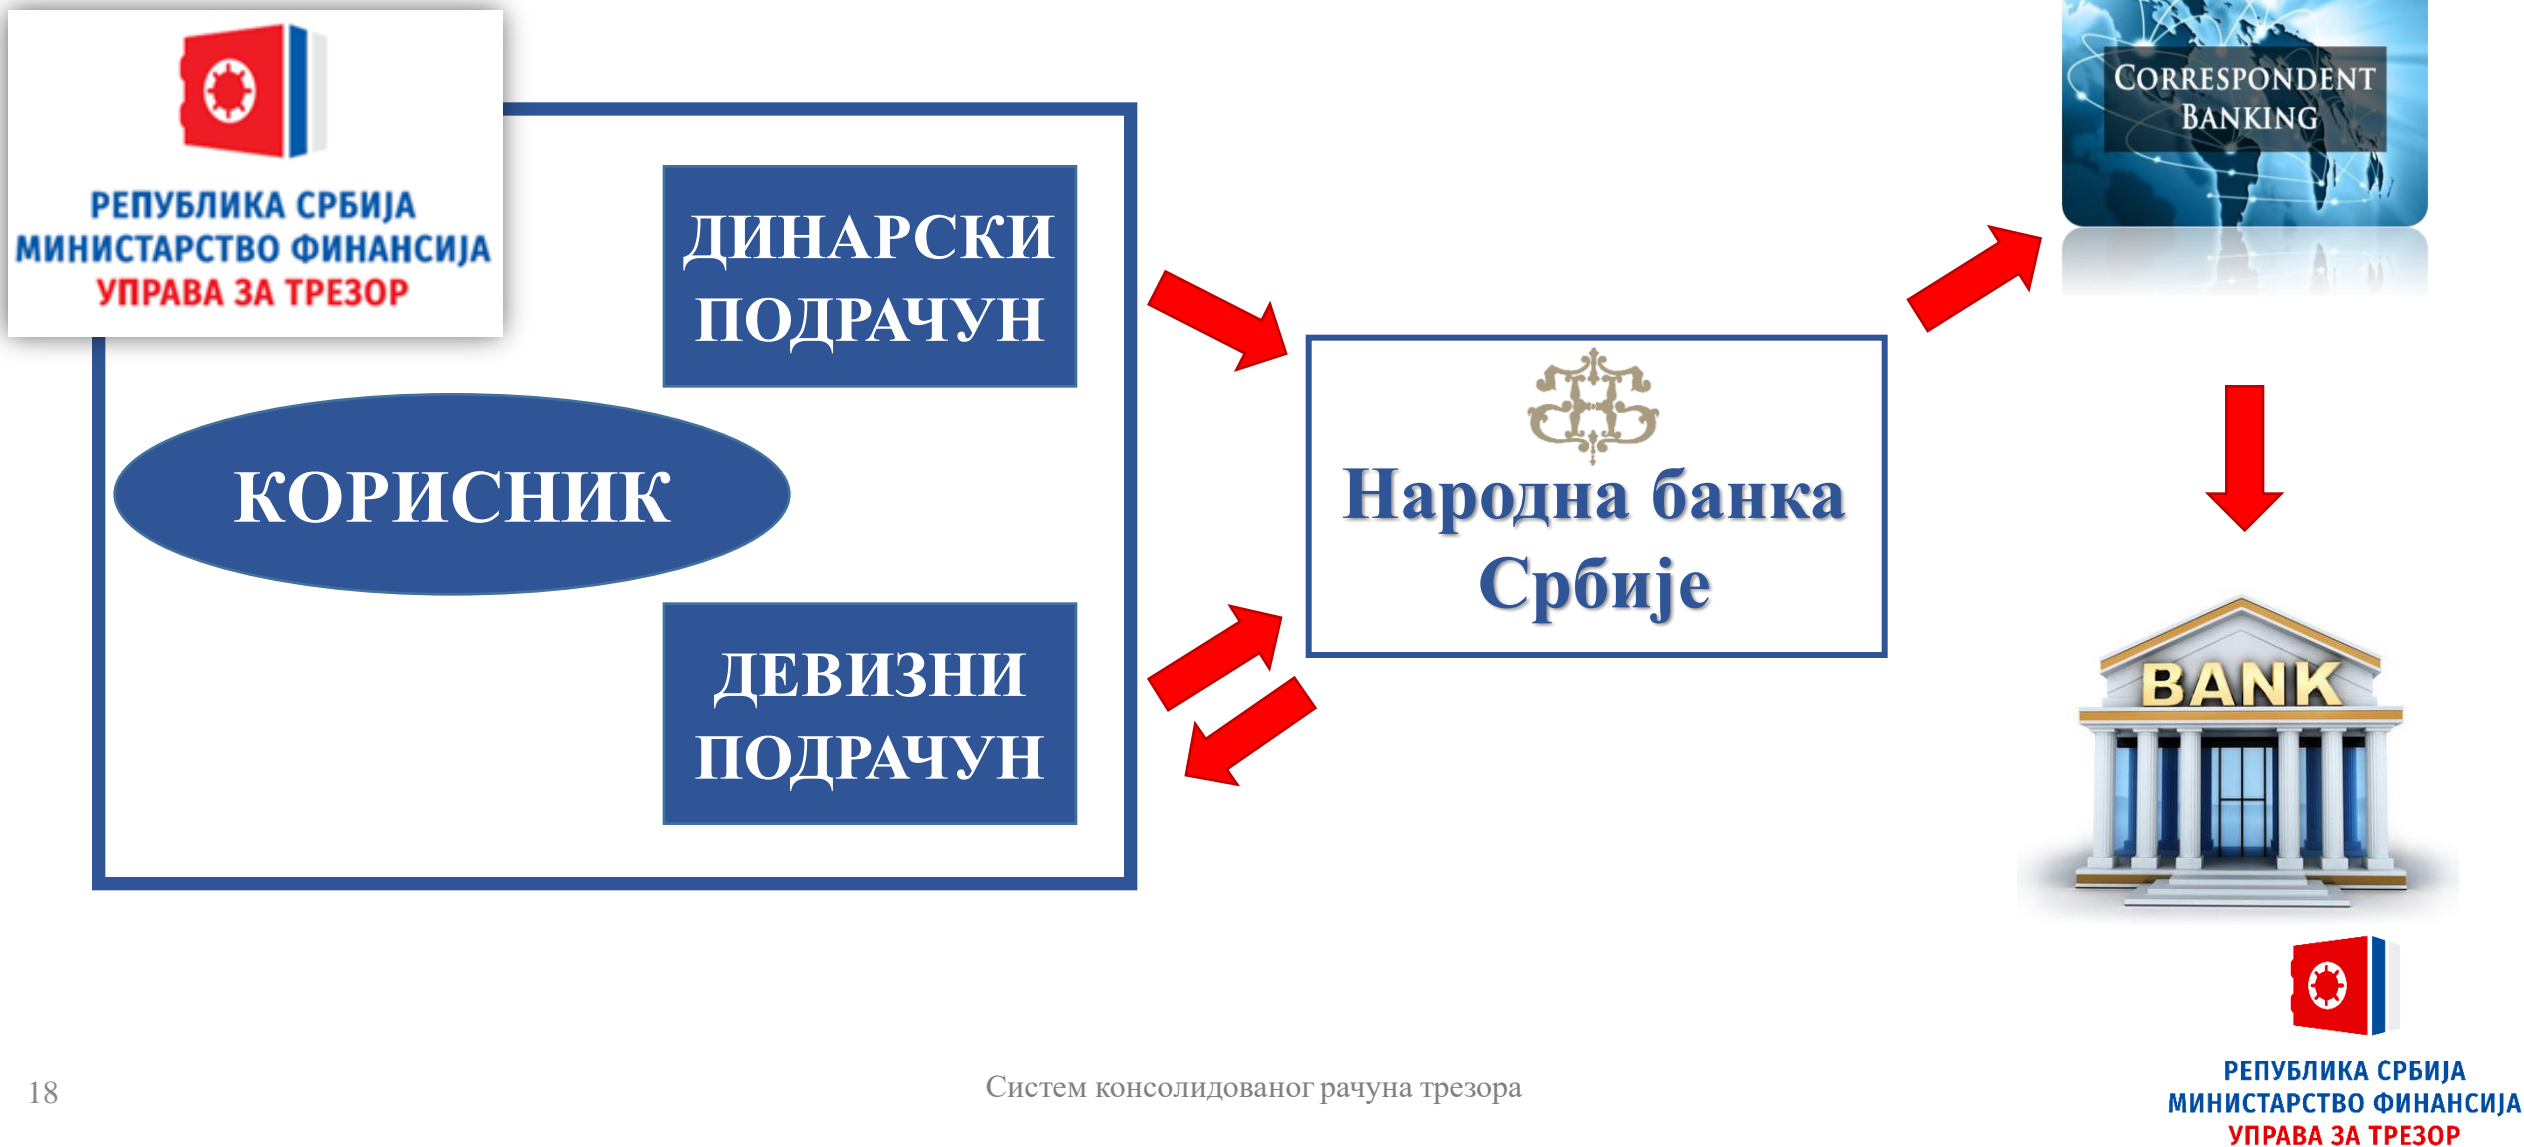 РЕПУБЛИКА СРБИЈА
МИНИСТАРСТВО ФИНАНСИЈА
УПРАВА ЗА ТРЕЗОР
ДИНАРСКИ
ПОДРАЧУН
КОРИСНИК
ДЕВИЗНИ
ПОДРАЧУН
Народна банка
Србије
CORRESPONDENT
BANKING
BANK
18
Систем консолидованог рачуна трезора
РЕПУБЛИКА СРБИЈА
МИНИСТАРСТВО ФИНАНСИЈА
УПРАВА ЗА ТРЕЗОР